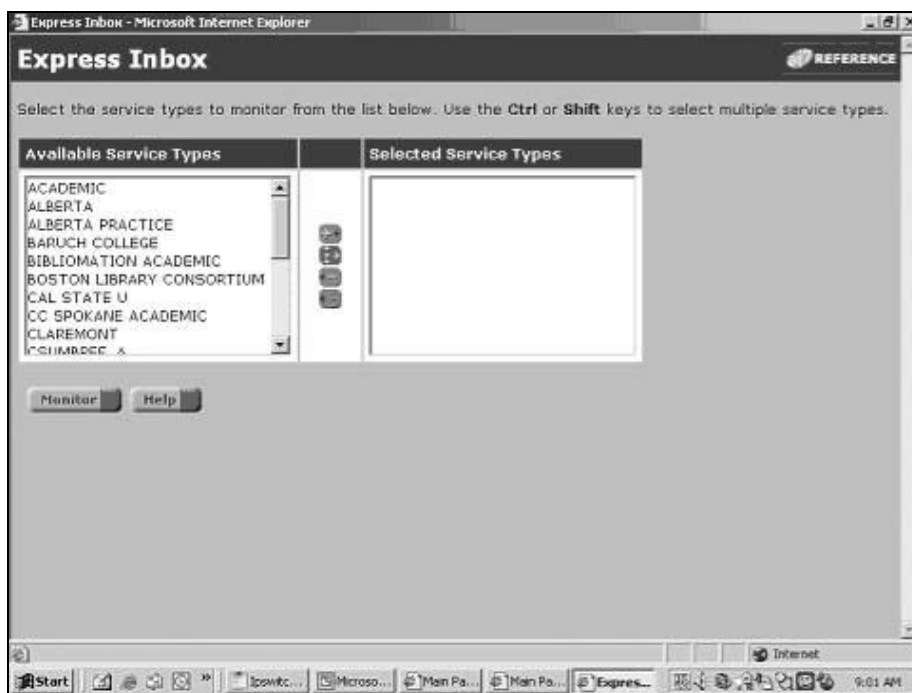 Express Inbox - Microsoft Internet Explorer
Express Inbox
REFERENCE
Select the service types to monitor from the list below. Use the Ctrl or Shift keys to select multiple service types.
Available Service Types
Selected Service Types
ACADEMIC
ALBERTA
ALBERTA PRACTICE
BARUCH COLLEGE
BIBLIOMATION ACADEMIC
BOSTON LIBRARY CONSORTIUM
CAL STATE U
CC SPOKANE ACADEMIC
CLAREMONT
Monitor
Help
Internet
Start
Ipswitc...
Microso...
Main Pa...
Main Pa...
Expres...
9:01 AM